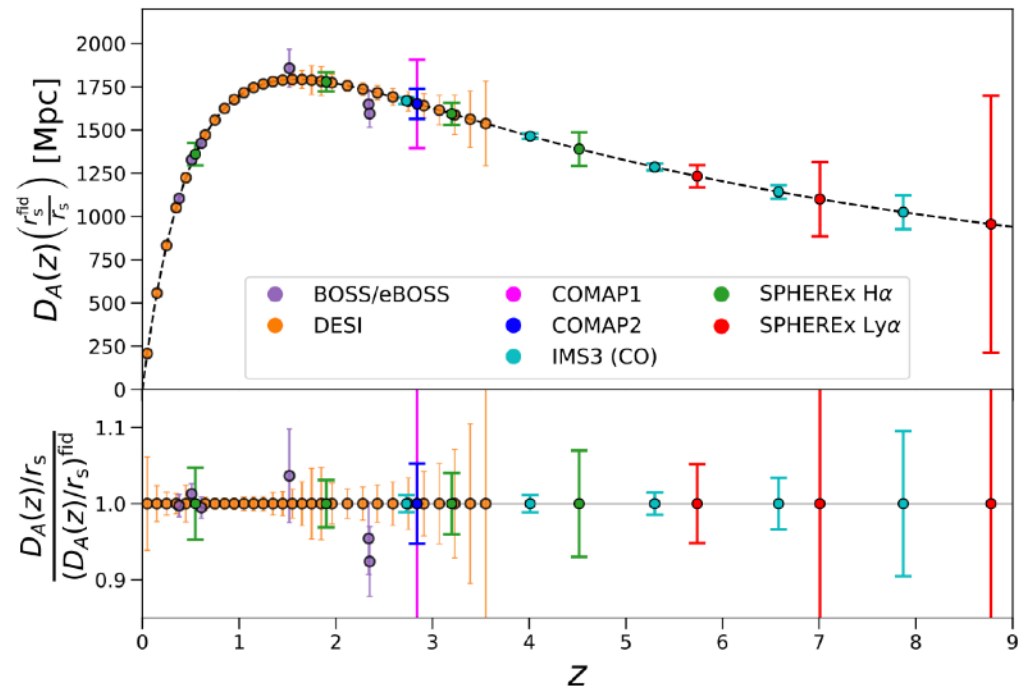 D_A(z)(r_s^fid/r_s) [Mpc]
2000
1750
1500
1250
1000
750
500
250
0
BOSS/eBOSS
DESI
COMAP1
COMAP2
IMS3 (CO)
SPHEREx Hα
SPHEREx Lyα
D_A(z)/r_s
(D_A(z)/r_s)^fid
1.1
1.0
0.9
0 1 2 3 4 5 6 7 8 9
z